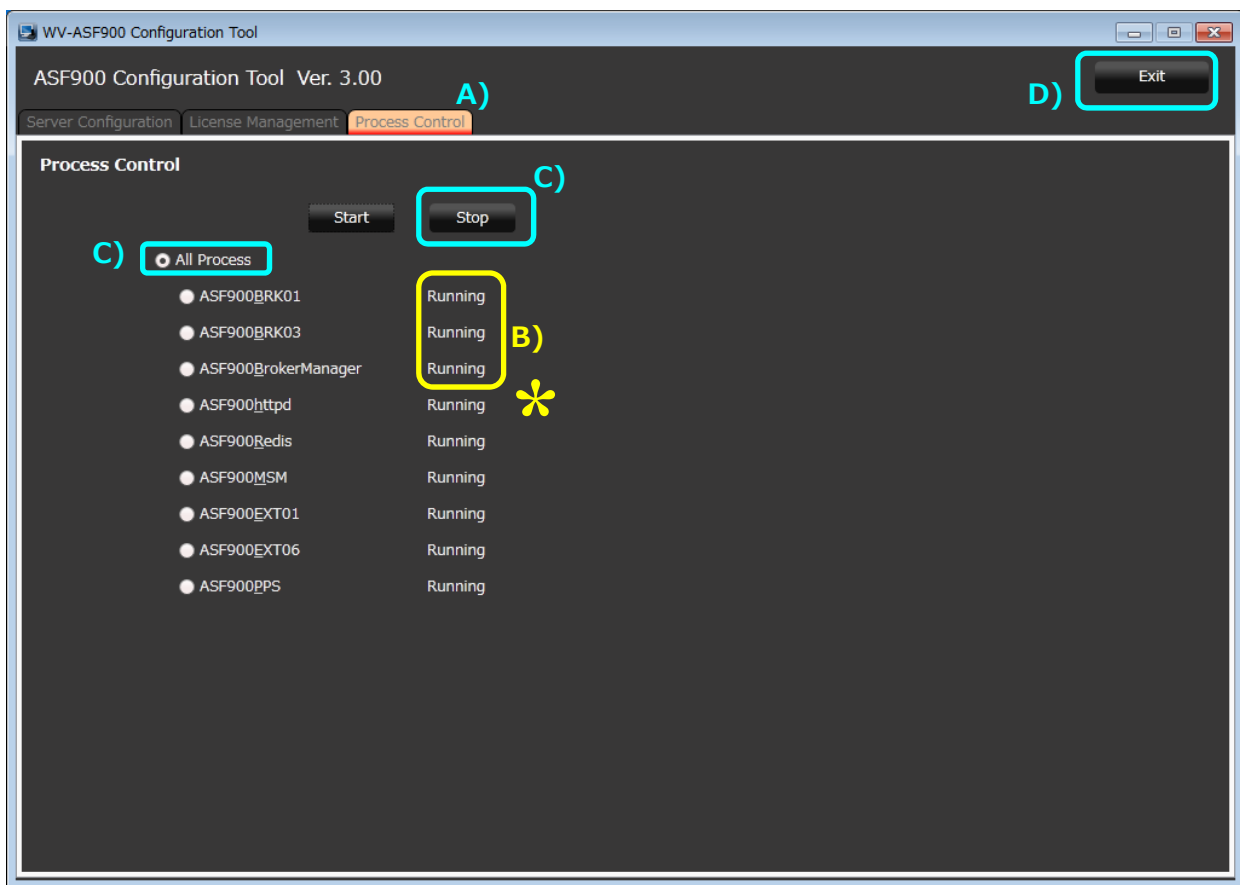 WV-ASF900 Configuration Tool
ASF900 Configuration Tool Ver. 3.00
Exit
A)
D)
Server Configuration License Management Process Control
Process Control
C)
Start Stop
C)
All Process
ASF900BRK01 Running
ASF900BRK03 Running
B)
ASF900BrokerManager Running
*
ASF900httpd Running
ASF900Redis Running
ASF900MSM Running
ASF900EXT01 Running
ASF900EXT06 Running
ASF900PPS Running